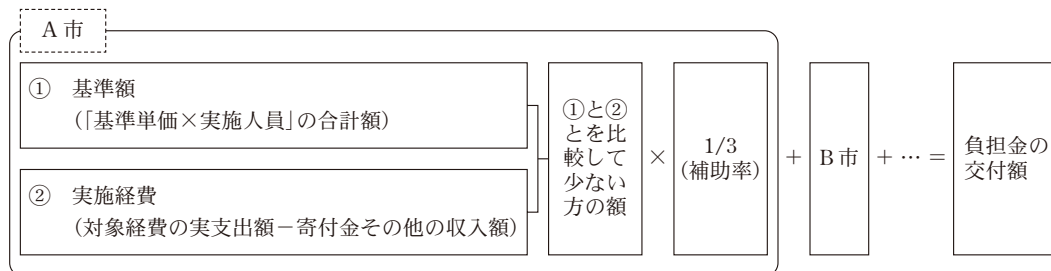 A市
① 基準額
(「基準単価×実施人員」の合計額)
② 実施経費
(対象経費の実支出額－寄付金その他の収入額)
①と②
とを比
較して
少ない
方の額
×
1/3
(補助率)
+
B市
+ … =
負担金の
交付額